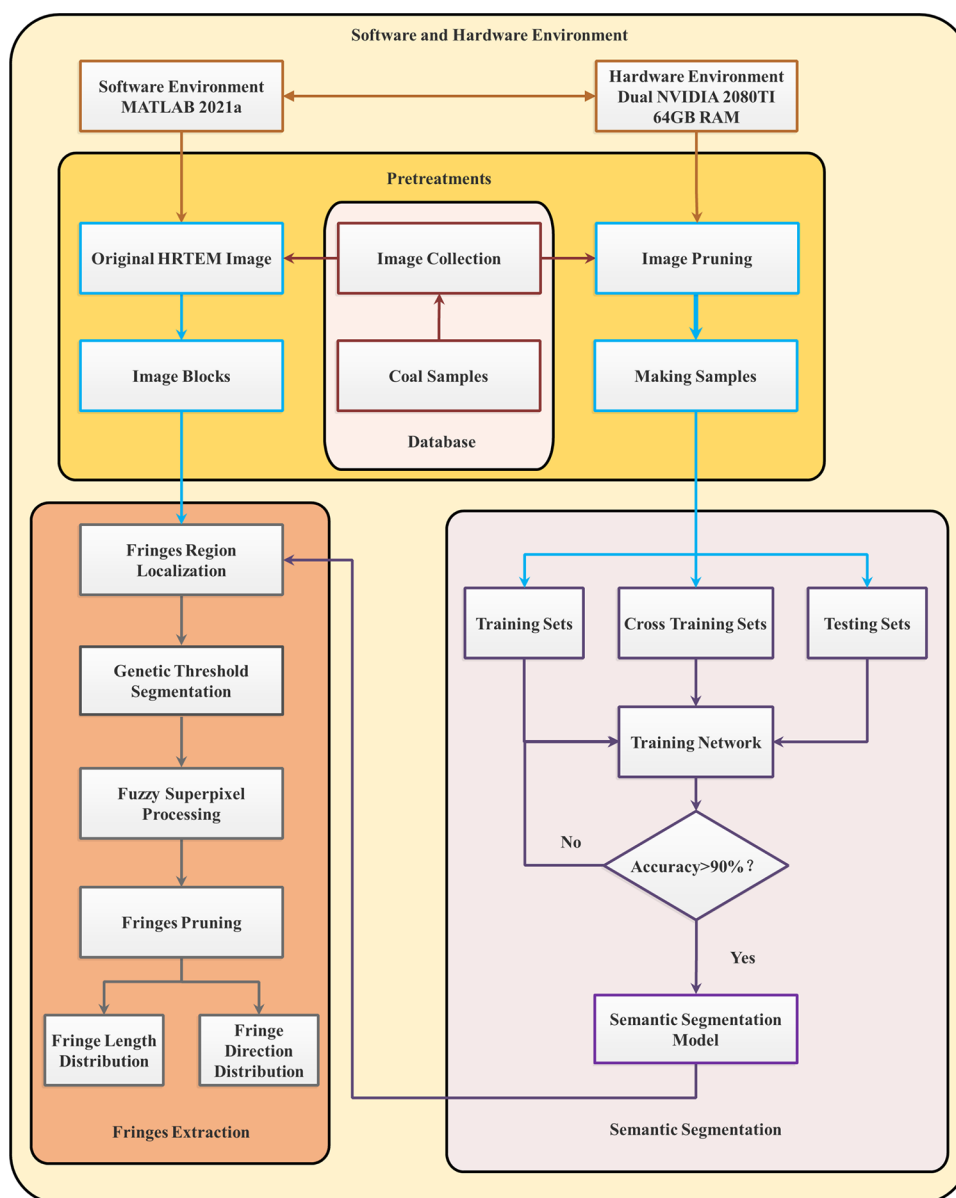 Software and Hardware Environment
Software Environment
MATLAB 2021a
Hardware Environment
Dual NVIDIA 2080TI
64GB RAM
Pretreatments
Original HRTEM Image
Image Collection
Image Pruning
Image Blocks
Coal Samples
Making Samples
Database
Fringes Region
Localization
Genetic Threshold
Segmentation
Fuzzy Superpixel
Processing
Fringes Pruning
Fringe Length
Distribution
Fringe
Direction
Distribution
Fringes Extraction
Training Sets
Cross Training Sets
Testing Sets
Training Network
No
Accuracy>90%？
Yes
Semantic Segmentation
Model
Semantic Segmentation